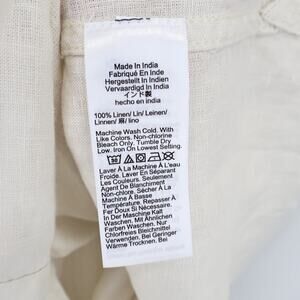 Made In India
Fabriqué En Inde
Hergestellt In Indien
Vervaardigd In India
インド製
hecho en india
100% Linen/ Lin/ Leinen/
Linnen/ 麻/ lino
Machine Wash Cold. With
Like Colors. Non-chlorine
Bleach Only. Tumble Dry
Low. Iron On Lowest Setting.
Laver À La Machine À L'eau
Froide. Laver En Séparant
Les Couleurs. Seulement
Agent De Blanchiment
Non-chlore. Sécher À La
Machine À Basse
Température. Repasser À
Fer Doux Si Nécessaire.
In Der Maschine Kalt
Waschen. Mit Ähnlichen
Farben Waschen. Nur
Chlorfreies Bleichmittel
Verwenden. Bei Geringer
Wärme Trocknen. Bei